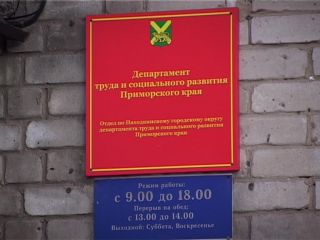 Департамент
труда и социального развития
Приморского края
Отдел по Находкинскому городскому округу
департамента труда и социального развития
Приморского края
Режим работы:
с 9.00 до 18.00
Перерыв на обед:
с 13.00 до 14.00
Выходной: Суббота, Воскресенье